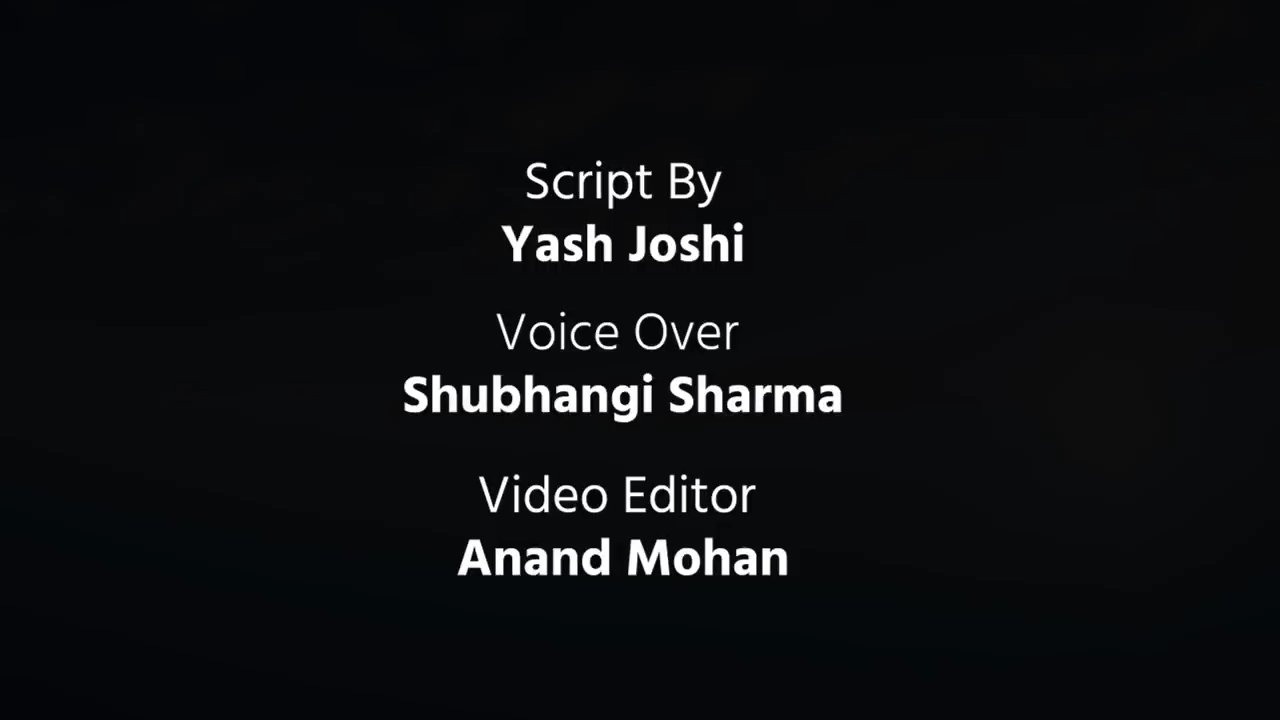 Script By
Yash Joshi
Voice Over
Shubhangi Sharma
Video Editor
Anand Mohan